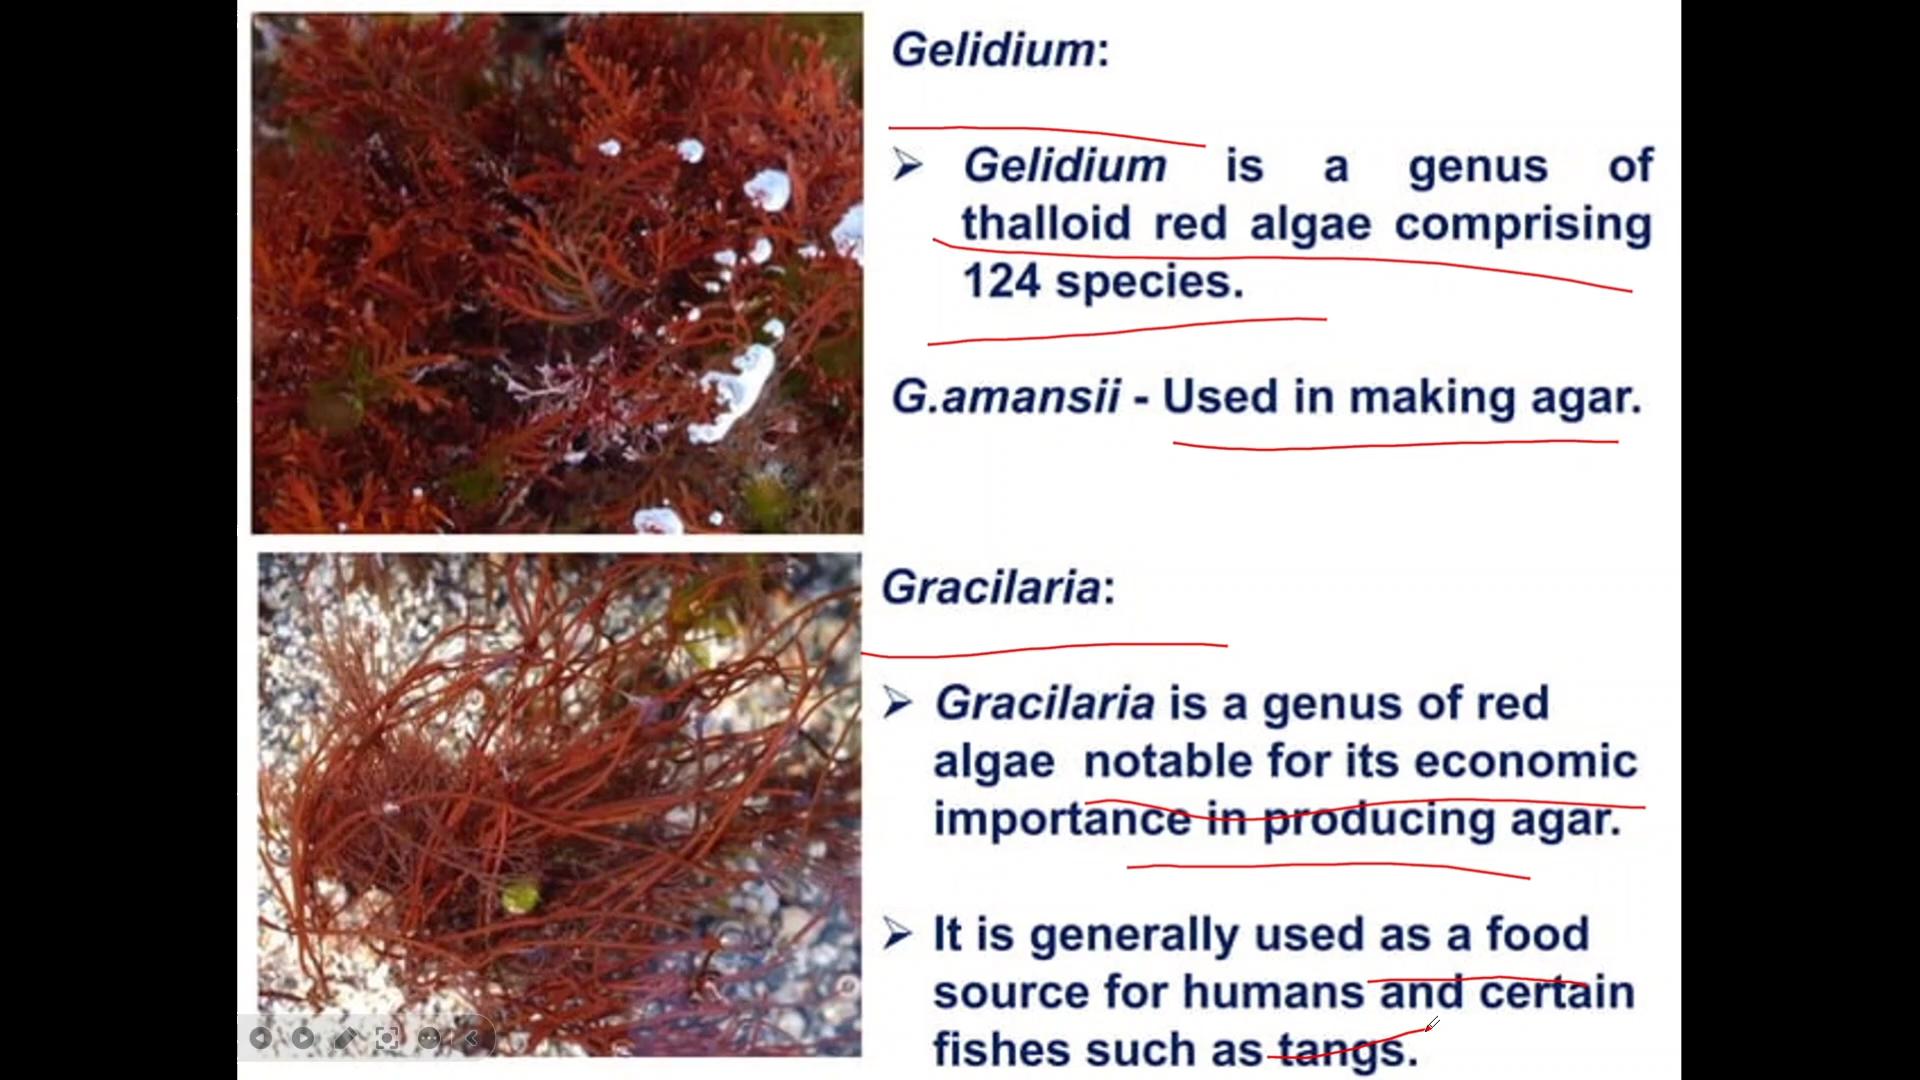 Gelidium:
➢ Gelidium is a genus of
thalloid red algae comprising
124 species.
G.amansii - Used in making agar.
Gracilaria:
➢ Gracilaria is a genus of red
algae notable for its economic
importance in producing agar.
➢ It is generally used as a food
source for humans and certain
fishes such as tangs.